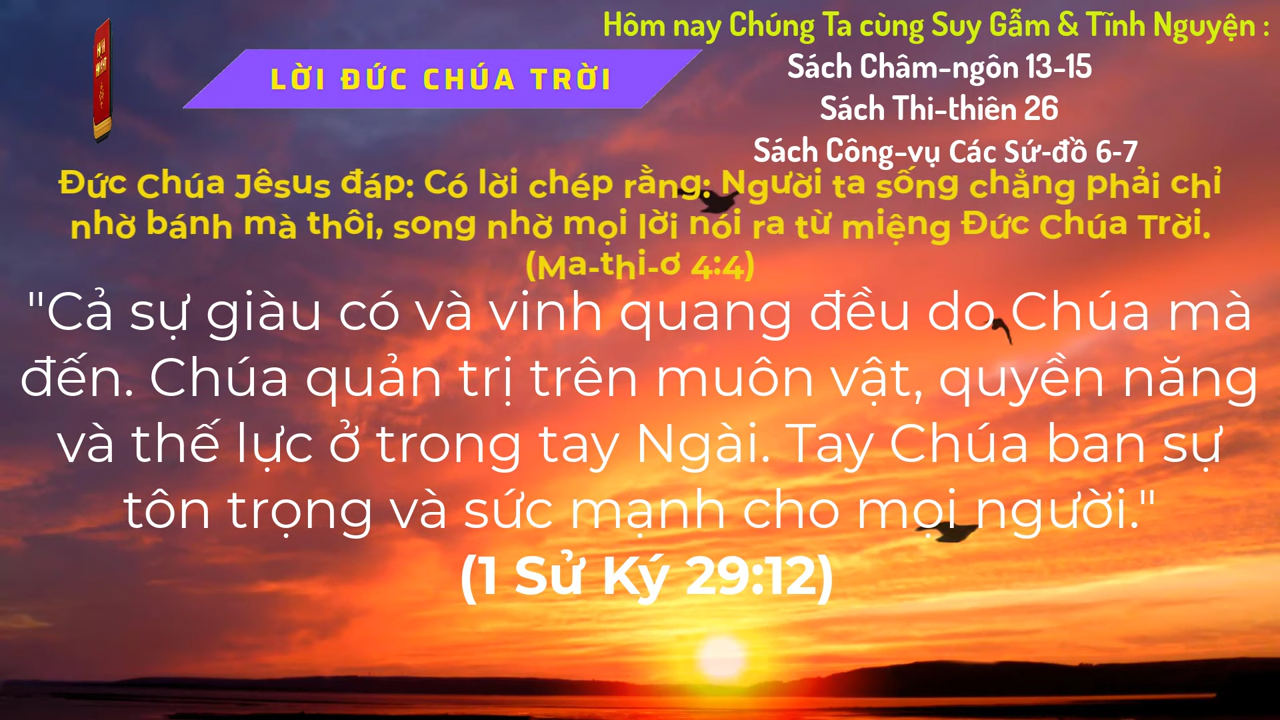 Hôm nay Chúng Ta cùng Suy Gẫm & Tĩnh Nguyện :
LỜI ĐỨC CHÚA TRỜI
Sách Châm-ngôn 13-15
Sách Thi-thiên 26
Sách Công-vụ Các Sứ-đồ 6-7
Đức Chúa Jêsus đáp: Có lời chép rằng: Người ta sống chẳng phải chỉ
nhờ bánh mà thôi, song nhờ mọi lời nói ra từ miệng Đức Chúa Trời.
(Ma-thi-ơ 4:4)
"Cả sự giàu có và vinh quang đều do Chúa mà
đến. Chúa quản trị trên muôn vật, quyền năng
và thế lực ở trong tay Ngài. Tay Chúa ban sự
tôn trọng và sức mạnh cho mọi người."
(1 Sử Ký 29:12)